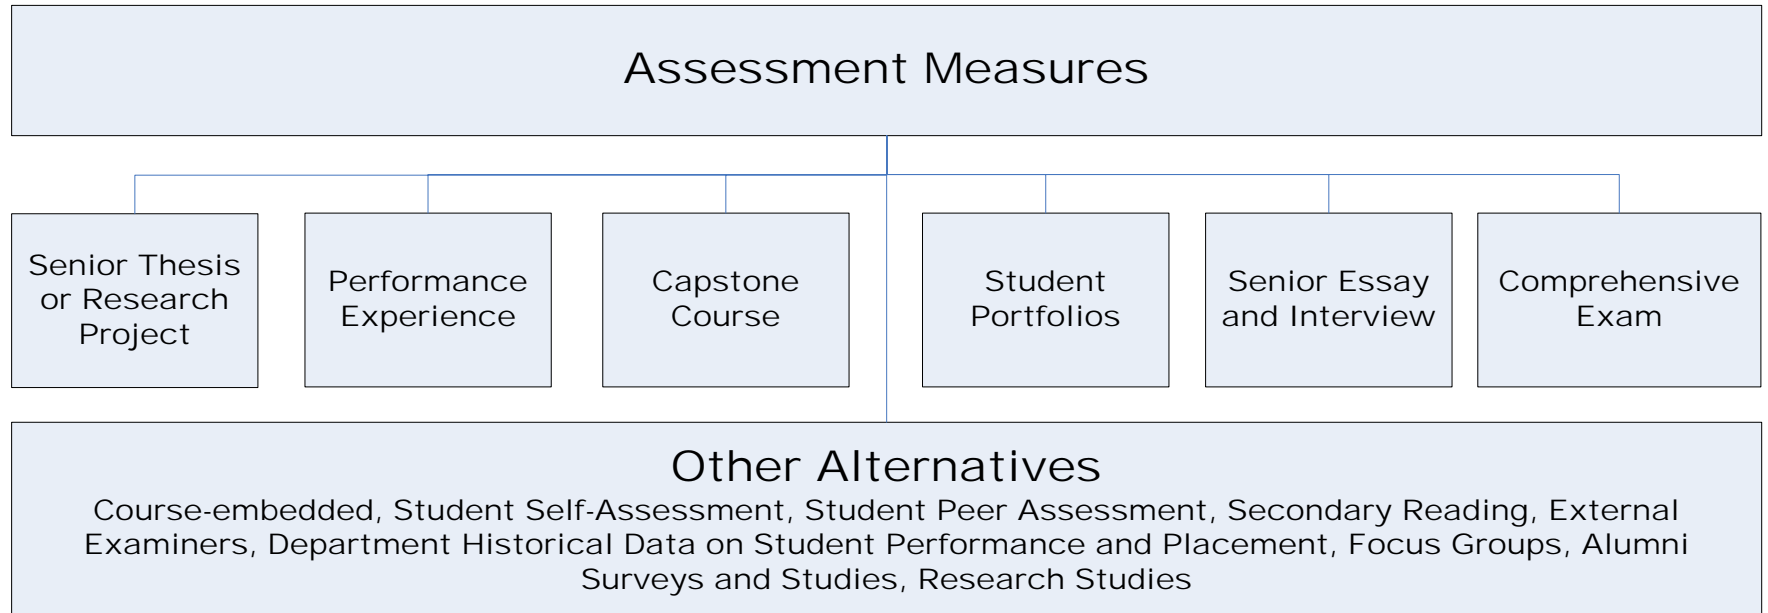 Assessment Measures
Senior Thesis
or Research
Project
Performance
Experience
Capstone
Course
Student
Portfolios
Senior Essay
and Interview
Comprehensive
Exam
Other Alternatives
Course-embedded, Student Self-Assessment, Student Peer Assessment, Secondary Reading, External
Examiners, Department Historical Data on Student Performance and Placement, Focus Groups, Alumni
Surveys and Studies, Research Studies